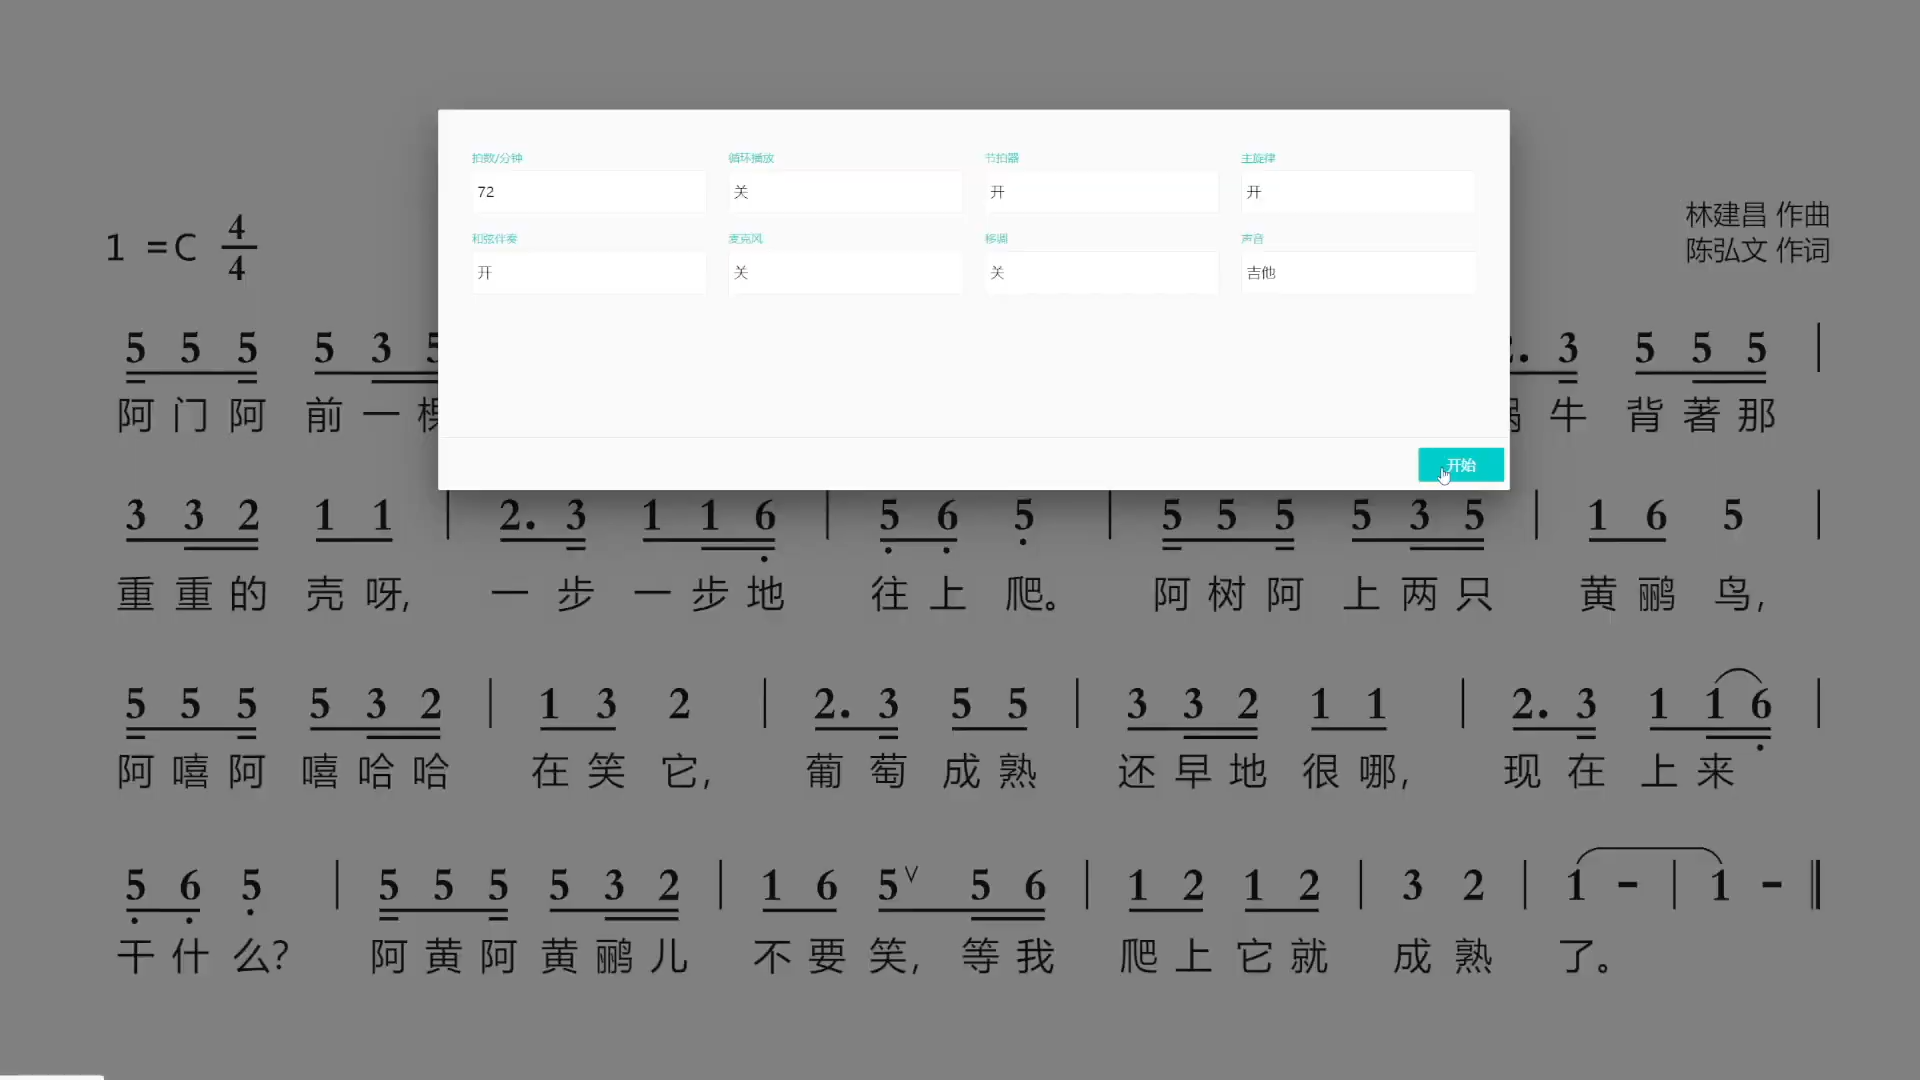 拍数/分钟 循环播放 节拍器 主旋律
72 关 开 开
和弦伴奏 麦克风 移调 声音
开 关 关 吉他
开始
1 =C 4/4
林建昌 作曲
陈弘文 作词
5 5 5 5 3 3 5 5 5
阿门阿 前一 牛 背著那
3 3 2 1 1 | 2. 3 1 1 6 | 5 6 5 | 5 5 5 5 3 5 | 1 6 5 |
重重的 壳呀, 一步 一步地 往上 爬。 阿树阿 上两只 黄鹂 鸟,
5 5 5 5 3 2 | 1 3 2 | 2. 3 5 5 | 3 3 2 1 1 | 2. 3 1 1 6 |
阿嘻阿 嘻哈哈 在笑 它, 葡萄 成熟 还早地 很哪, 现在 上来
5 6 5 | 5 5 5 5 3 2 | 1 6 5 V 5 6 | 1 2 1 2 | 3 2 | 1 - | 1 - ‖
干什 么? 阿黄阿 黄鹂儿 不要 笑, 等我 爬上 它就 成熟 了。